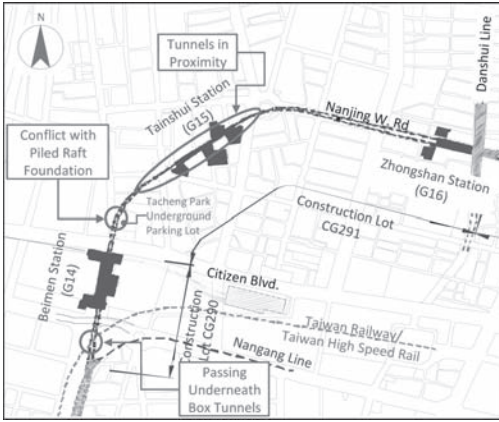 N
Tunnels in
Proximity
Danshui Line
Tainshui Station
(G15)
Nanjing W. Rd
Conflict with
Piled Raft
Foundation
Zhongshan Station
(G16)
Tacheng Park
Underground
Parking Lot
Construction Lot
CG291
Beimen Station
(G14)
Citizen Blvd.
Construction
Lot CG290
Taiwan Railway/
Taiwan High Speed Rail
Nangang Line
Passing
Underneath
Box Tunnels